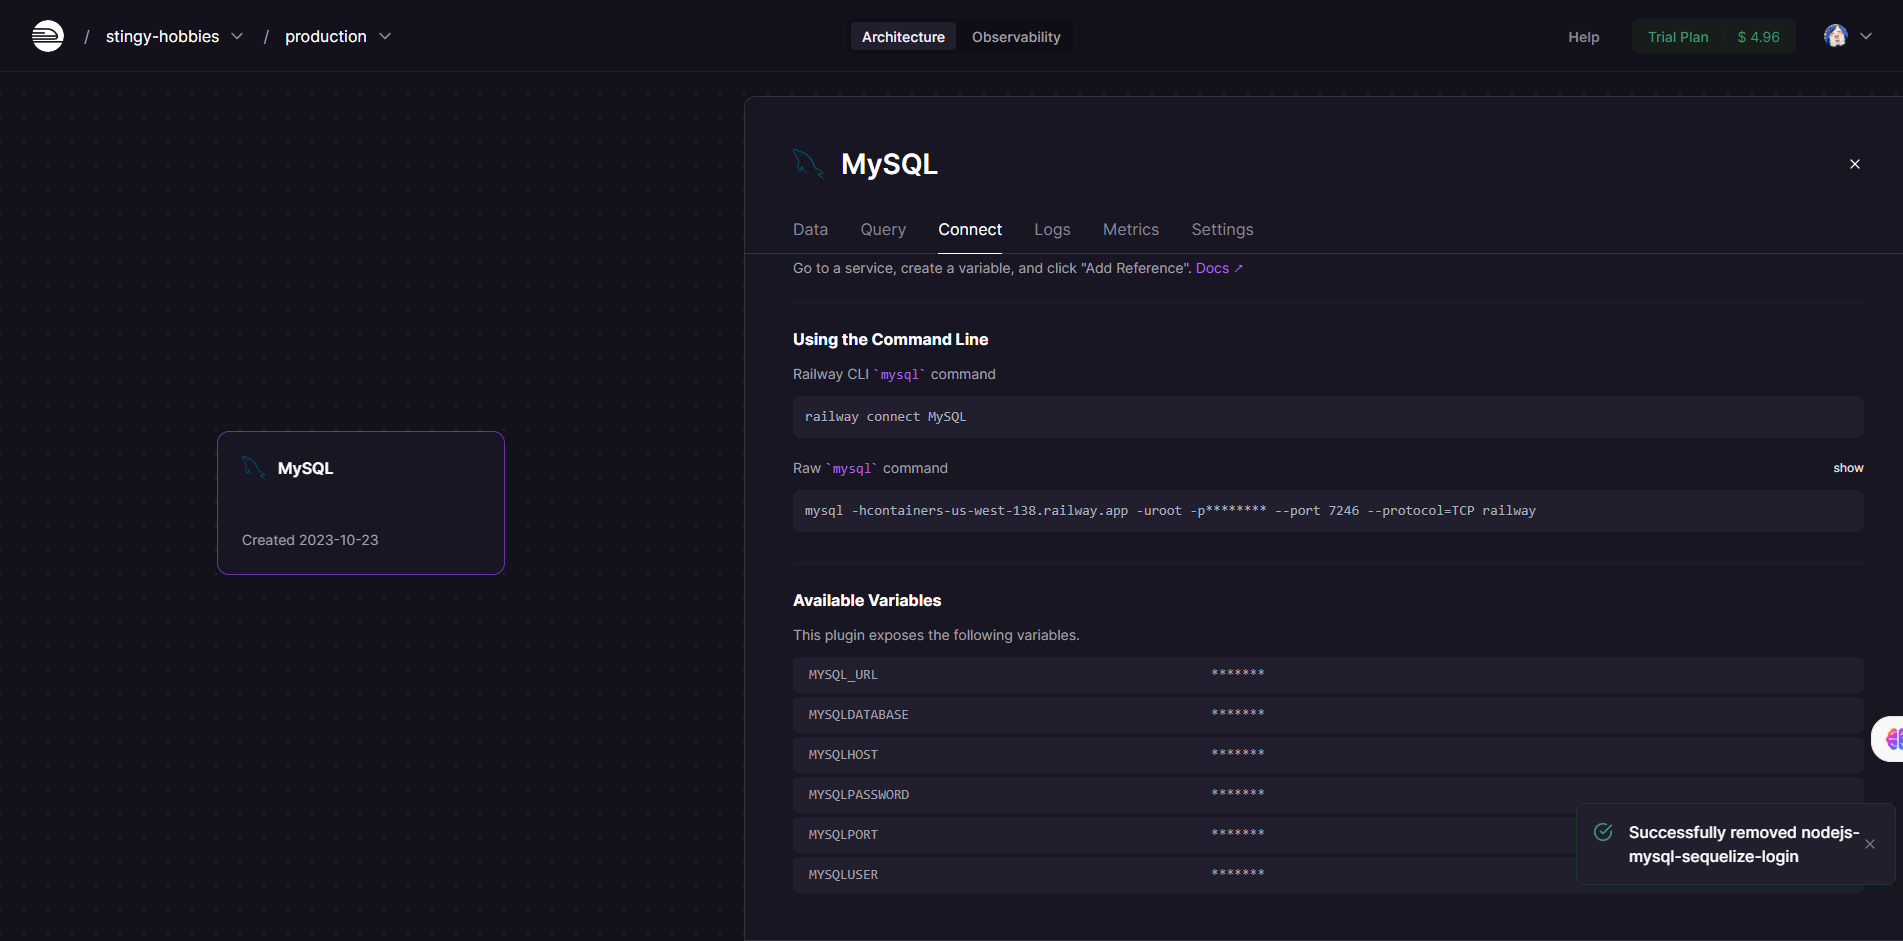 / stingy-hobbies / production
Architecture Observability
Help Trial Plan $ 4.96
MySQL
Created 2023-10-23
MySQL
Data Query Connect Logs Metrics Settings
Go to a service, create a variable, and click "Add Reference". Docs ↗
Using the Command Line
Railway CLI `mysql` command
railway connect MySQL
Raw `mysql` command show
mysql -hcontainers-us-west-138.railway.app -uroot -p******** --port 7246 --protocol=TCP railway
Available Variables
This plugin exposes the following variables.
MYSQL_URL *******
MYSQLDATABASE *******
MYSQLHOST *******
MYSQLPASSWORD *******
MYSQLPORT *******
MYSQLUSER *******
Successfully removed nodejs-
mysql-sequelize-login